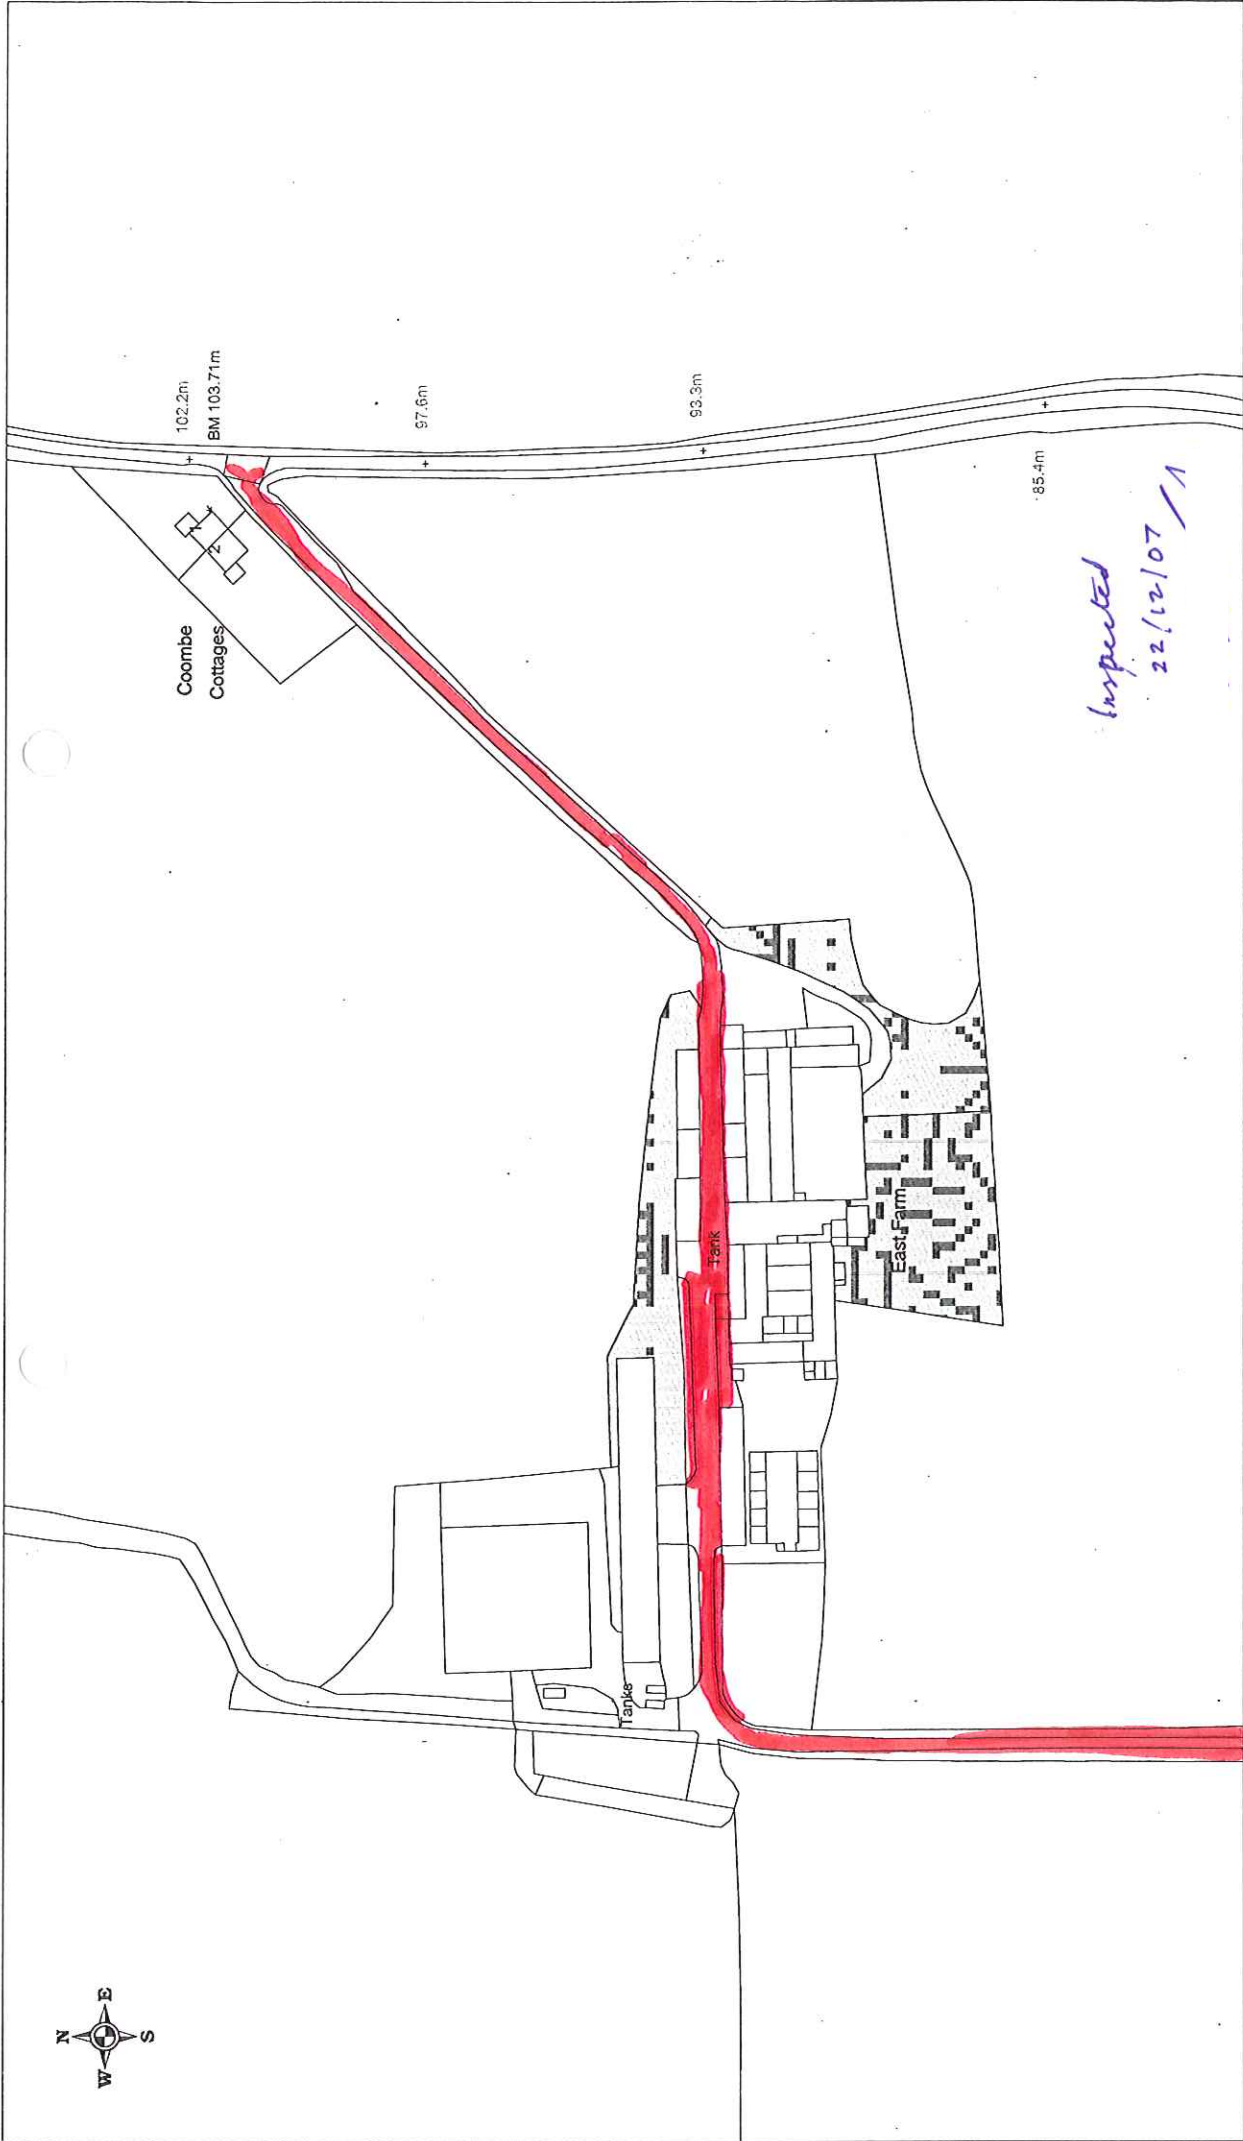 102.2m
BM 103.71m
97.6m
93.3m
85.4m
1
2
Coombe
Cottages
Tank
East Farm
Tanks
Inspected
22/12/07 / 1
N
W E
S